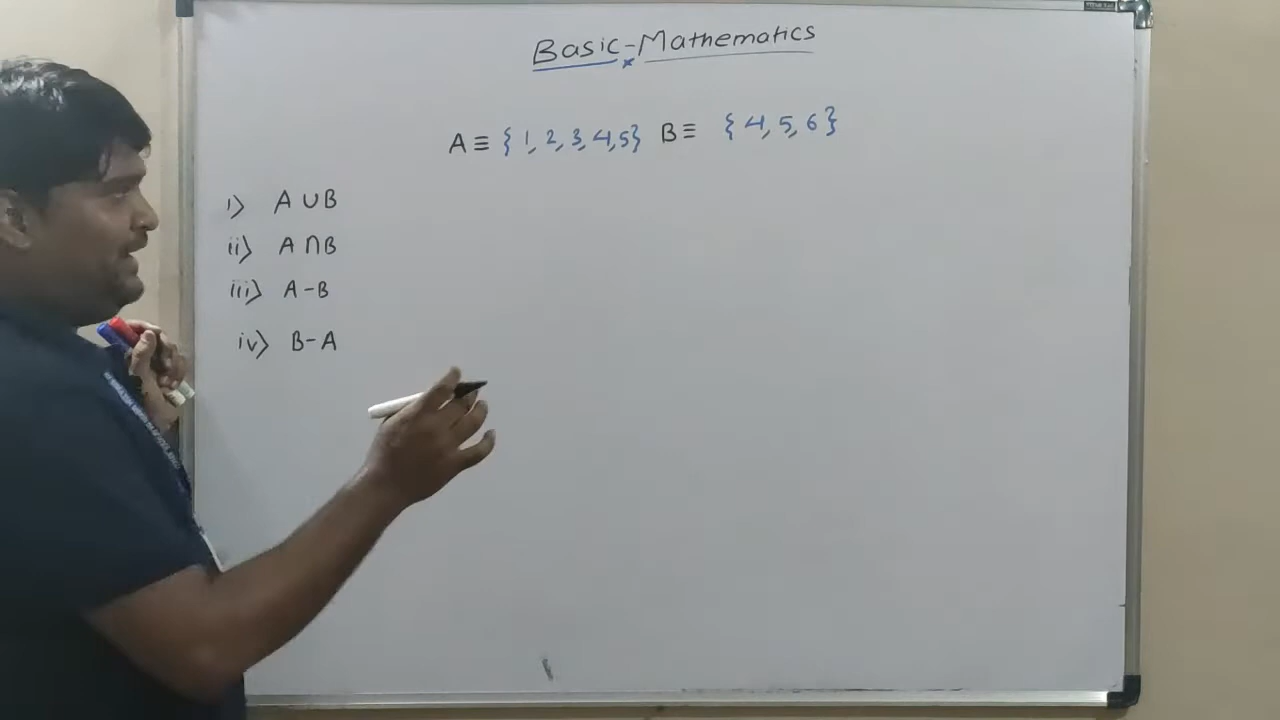 Basic-Mathematics
A ≡ { 1, 2, 3, 4, 5} B ≡ { 4, 5, 6 }
i) A ∪ B
ii) A ∩ B
iii) A - B
iv) B - A